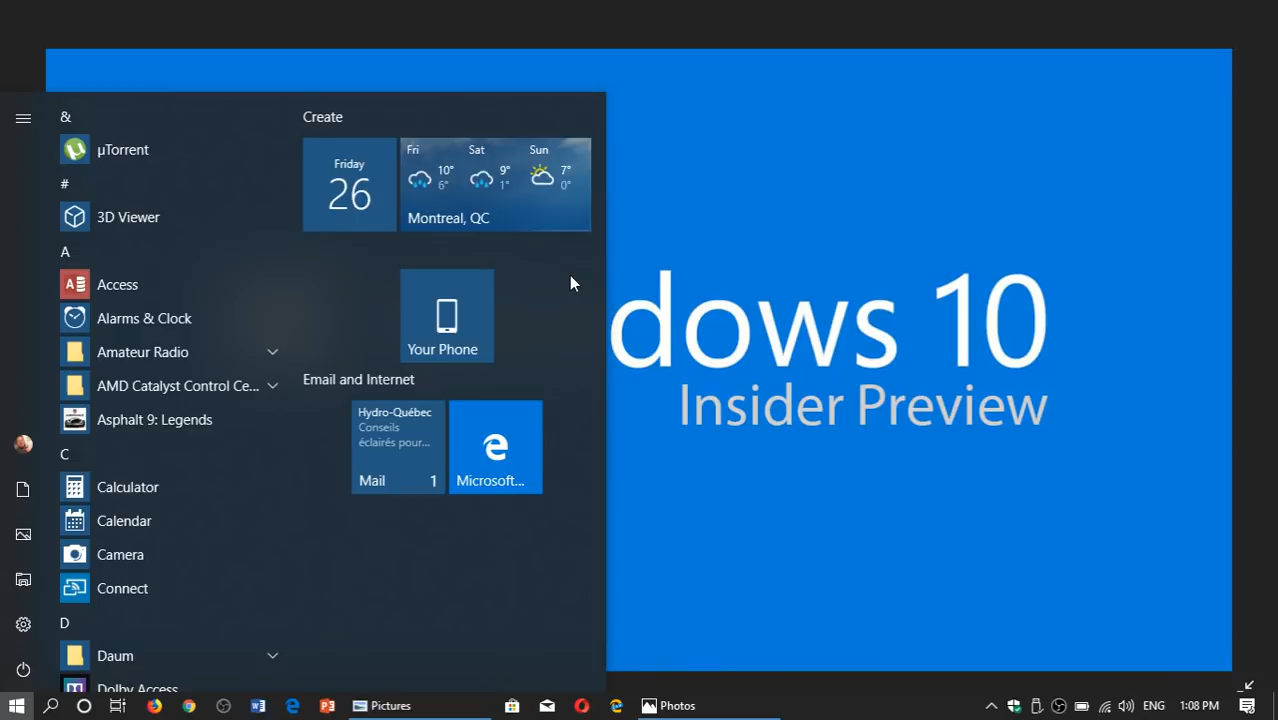 &
µTorrent
#
3D Viewer
A
Access
Alarms & Clock
Amateur Radio
AMD Catalyst Control Ce...
Asphalt 9: Legends
C
Calculator
Calendar
Camera
Connect
D
Daum
Dolby Access
Create
Friday
26
Fri
10°
6°
Sat
9°
1°
Sun
7°
0°
Montreal, QC
Your Phone
Email and Internet
Hydro-Québec
Conseils
éclairés pour...
Mail 1
Microsoft...
dows 10
Insider Preview
Pictures
Photos
ENG
1:08 PM